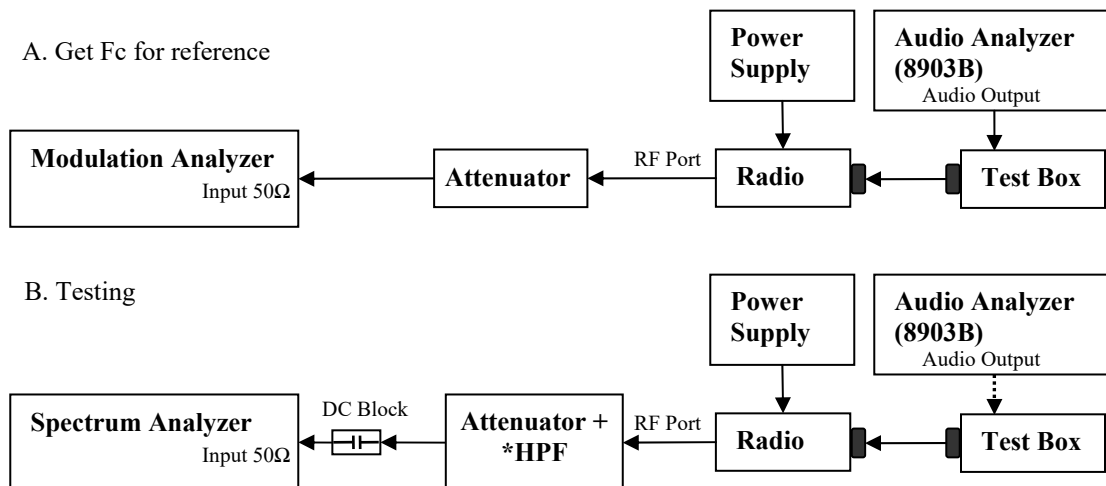 A. Get Fc for reference
Power
Supply
Audio Analyzer
(8903B)
Audio Output
Modulation Analyzer
Input 50Ω
Attenuator
RF Port
Radio
Test Box
B. Testing
Power
Supply
Audio Analyzer
(8903B)
Audio Output
Spectrum Analyzer
Input 50Ω
DC Block
Attenuator +
*HPF
RF Port
Radio
Test Box